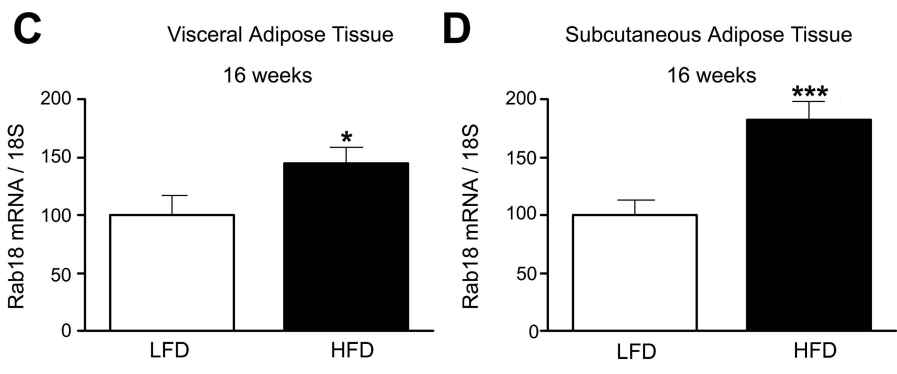 C
Visceral Adipose Tissue
16 weeks
Rab18 mRNA / 18S
200
150
100
50
0
*
LFD
HFD
D
Subcutaneous Adipose Tissue
16 weeks
Rab18 mRNA / 18S
200
150
100
50
0
***
LFD
HFD